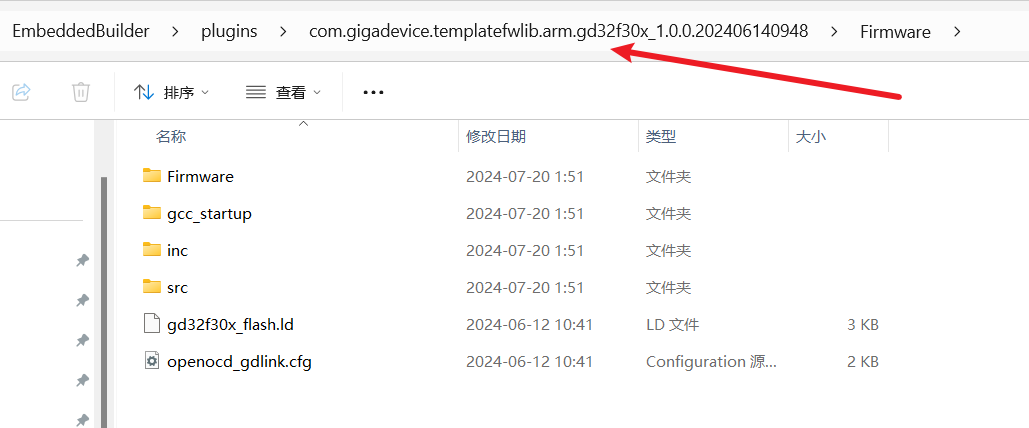 EmbeddedBuilder > plugins > com.gigadevice.templatefwlib.arm.gd32f30x_1.0.0.202406140948 > Firmware >
排序 查看 •••
名称 修改日期 类型 大小
Firmware 2024-07-20 1:51 文件夹
gcc_startup 2024-07-20 1:51 文件夹
inc 2024-07-20 1:51 文件夹
src 2024-07-20 1:51 文件夹
gd32f30x_flash.ld 2024-06-12 10:41 LD 文件 3 KB
openocd_gdlink.cfg 2024-06-12 10:41 Configuration 源... 2 KB